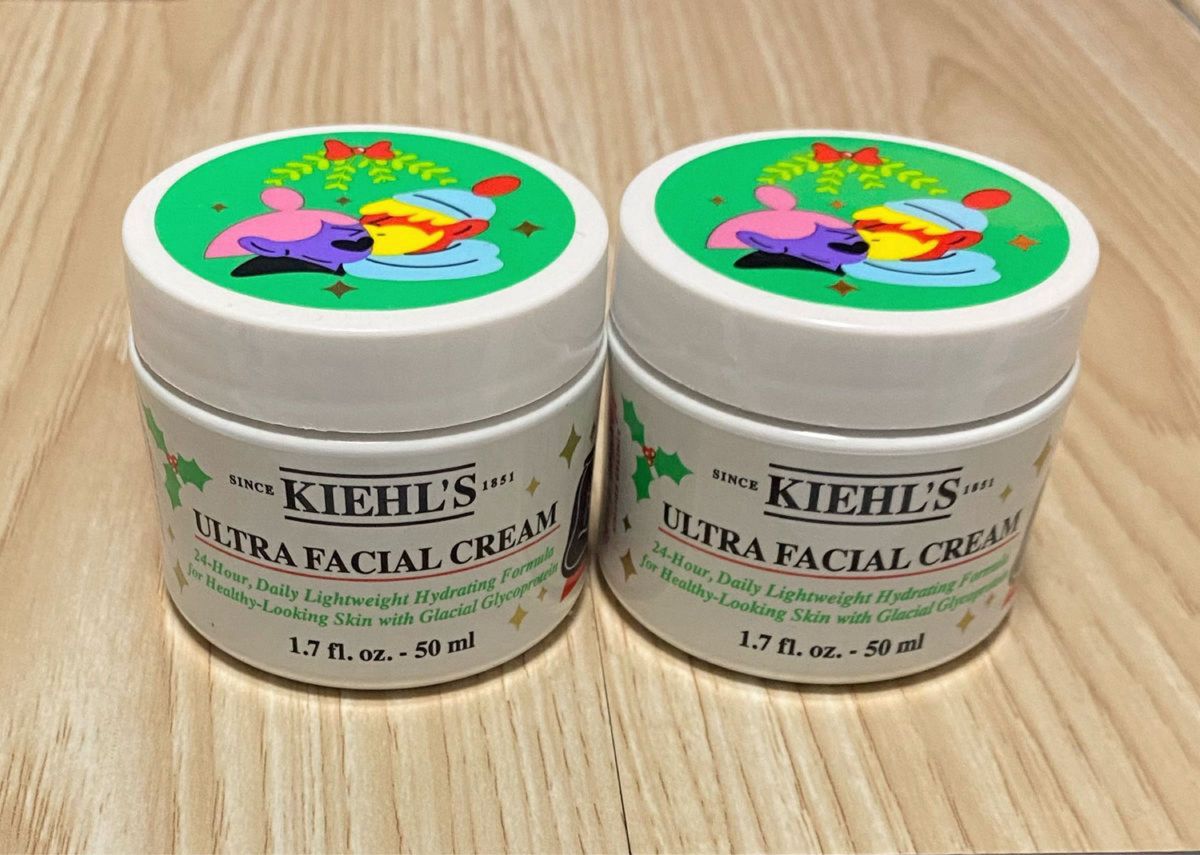 SINCE KIEHL'S 1851
ULTRA FACIAL CREAM
24-Hour, Daily Lightweight Hydrating Formula
for Healthy-Looking Skin with Glacial Glycoprotein
1.7 fl. oz. - 50 ml
SINCE KIEHL'S 1851
ULTRA FACIAL CREAM
24-Hour, Daily Lightweight Hydrating Formula
for Healthy-Looking Skin with Glacial Glycoprotein
1.7 fl. oz. - 50 ml